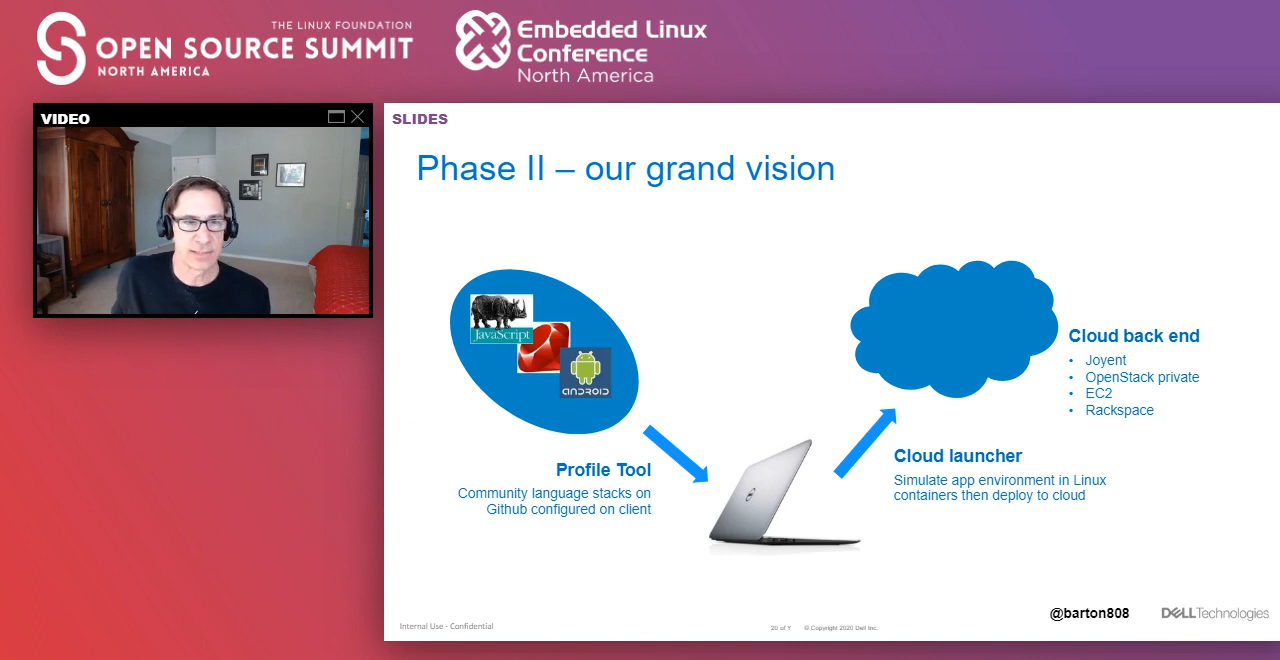 THE LINUX FOUNDATION
OPEN SOURCE SUMMIT
NORTH AMERICA
Embedded Linux
Conference
North America
VIDEO
SLIDES
Phase II – our grand vision
JavaScript
ANDROID
Cloud back end
• Joyent
• OpenStack private
• EC2
• Rackspace
Profile Tool
Community language stacks on
Github configured on client
Cloud launcher
Simulate app environment in Linux
containers then deploy to cloud
@barton808
DELLTechnologies
Internal Use - Confidential
20 of Y
© Copyright 2020 Dell Inc.